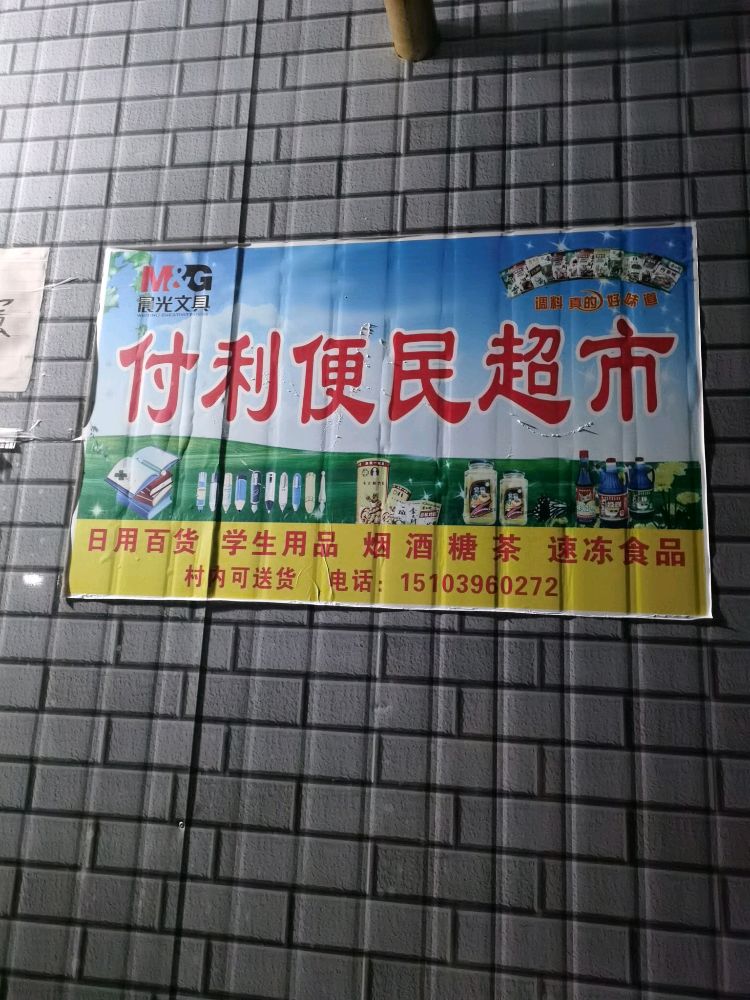 M&G
晨光文具
调料真的好味道
付利便民超市
日用百货 学生用品 烟酒糖茶 速冻食品
村内可送货 电话：15103960272